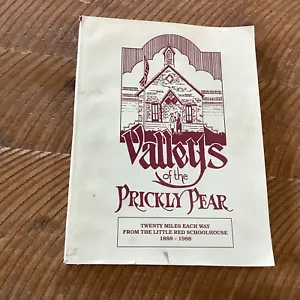 Valleys
of the
PRICKLY PEAR
TWENTY MILES EACH WAY
FROM THE LITTLE RED SCHOOLHOUSE
1888 - 1988